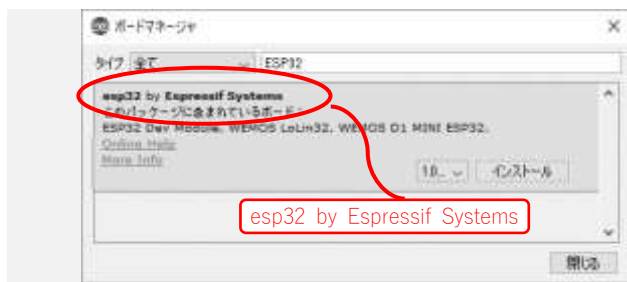 ボードマネージャ
タイプ 全て ESP32
esp32 by Espressif Systems
このパッケージに含まれているボード:
ESP32 Dev Module, WEMOS LoLin32, WEMOS D1 MINI ESP32.
Online Help
More Info
1.0... インストール
esp32 by Espressif Systems
閉じる